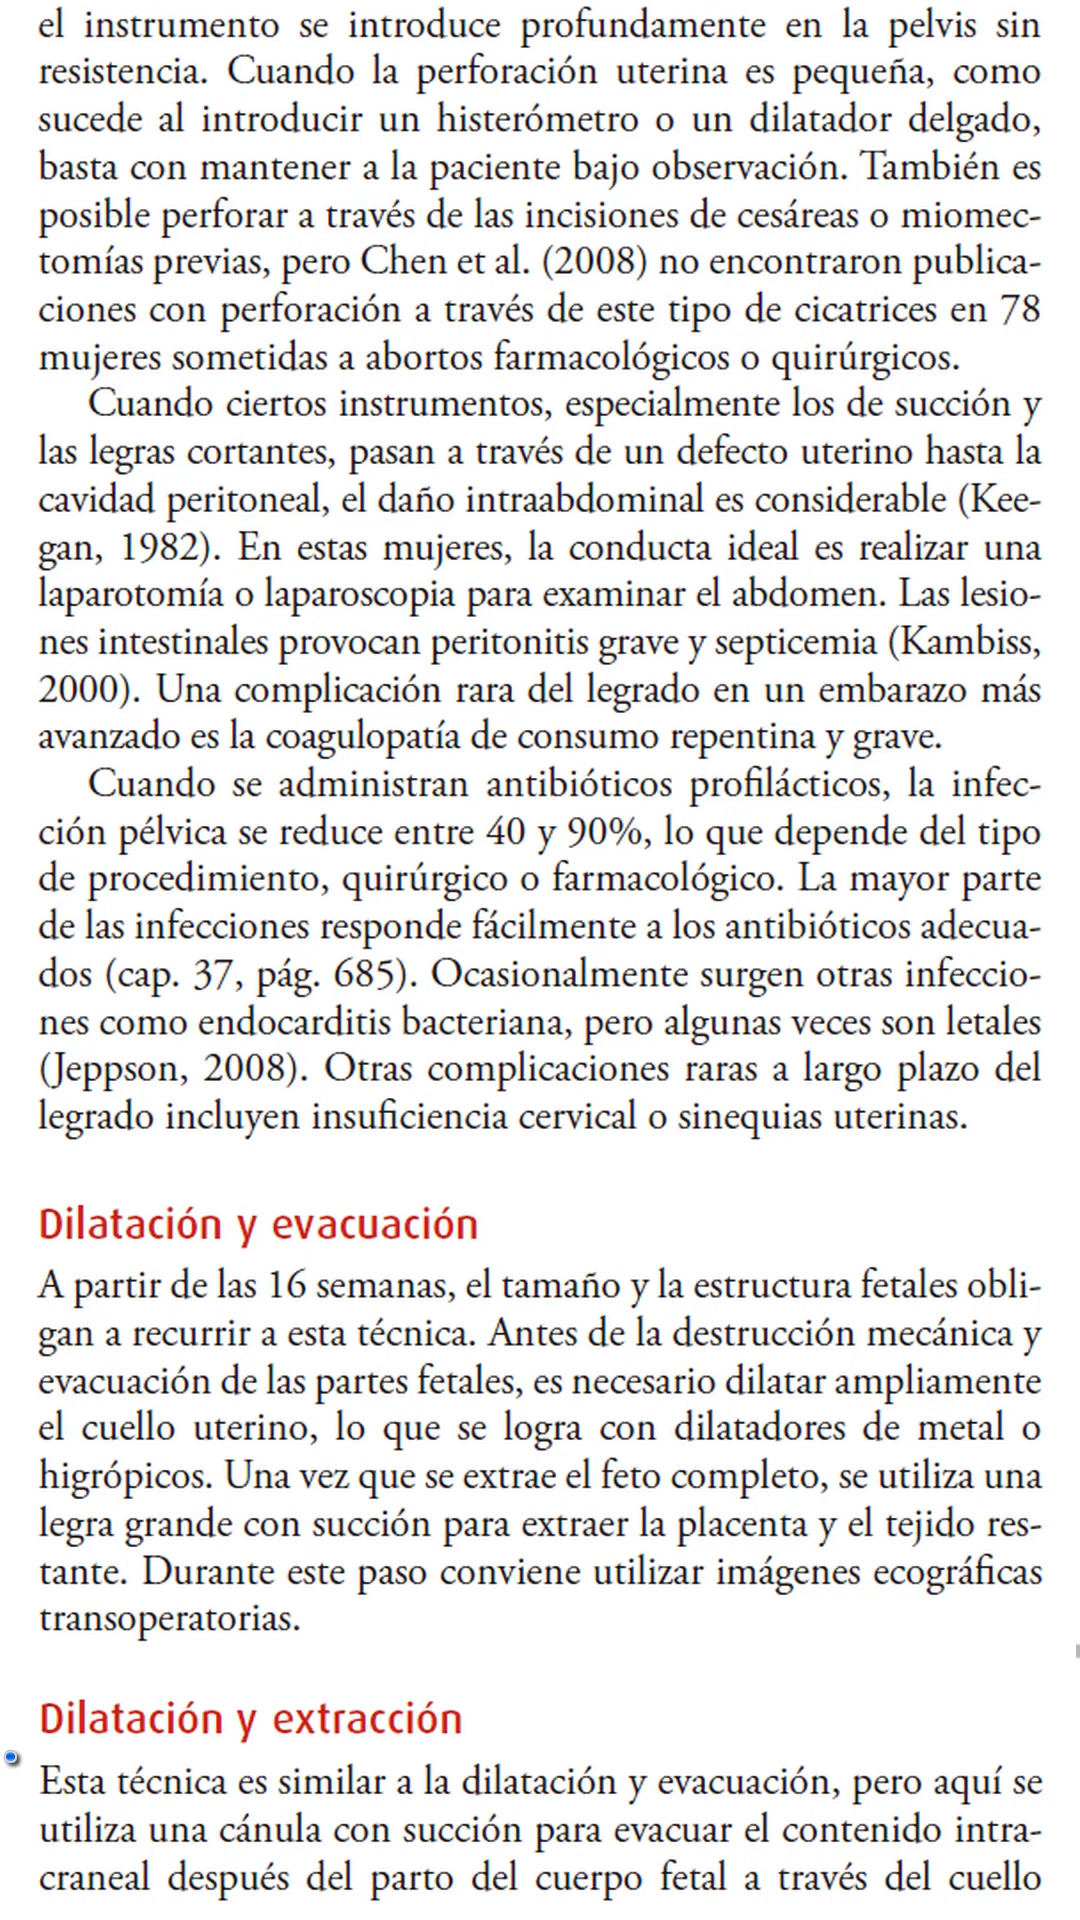 el instrumento se introduce profundamente en la pelvis sin
resistencia. Cuando la perforación uterina es pequeña, como
sucede al introducir un histerómetro o un dilatador delgado,
basta con mantener a la paciente bajo observación. También es
posible perforar a través de las incisiones de cesáreas o miomec-
tomías previas, pero Chen et al. (2008) no encontraron publica-
ciones con perforación a través de este tipo de cicatrices en 78
mujeres sometidas a abortos farmacológicos o quirúrgicos.
Cuando ciertos instrumentos, especialmente los de succión y
las legras cortantes, pasan a través de un defecto uterino hasta la
cavidad peritoneal, el daño intraabdominal es considerable (Kee-
gan, 1982). En estas mujeres, la conducta ideal es realizar una
laparotomía o laparoscopia para examinar el abdomen. Las lesio-
nes intestinales provocan peritonitis grave y septicemia (Kambiss,
2000). Una complicación rara del legrado en un embarazo más
avanzado es la coagulopatía de consumo repentina y grave.
Cuando se administran antibióticos profilácticos, la infec-
ción pélvica se reduce entre 40 y 90%, lo que depende del tipo
de procedimiento, quirúrgico o farmacológico. La mayor parte
de las infecciones responde fácilmente a los antibióticos adecua-
dos (cap. 37, pág. 685). Ocasionalmente surgen otras infeccio-
nes como endocarditis bacteriana, pero algunas veces son letales
(Jeppson, 2008). Otras complicaciones raras a largo plazo del
legrado incluyen insuficiencia cervical o sinequias uterinas.
Dilatación y evacuación
A partir de las 16 semanas, el tamaño y la estructura fetales obli-
gan a recurrir a esta técnica. Antes de la destrucción mecánica y
evacuación de las partes fetales, es necesario dilatar ampliamente
el cuello uterino, lo que se logra con dilatadores de metal o
higrópicos. Una vez que se extrae el feto completo, se utiliza una
legra grande con succión para extraer la placenta y el tejido res-
tante. Durante este paso conviene utilizar imágenes ecográficas
transoperatorias.
Dilatación y extracción
Esta técnica es similar a la dilatación y evacuación, pero aquí se
utiliza una cánula con succión para evacuar el contenido intra-
craneal después del parto del cuerpo fetal a través del cuello